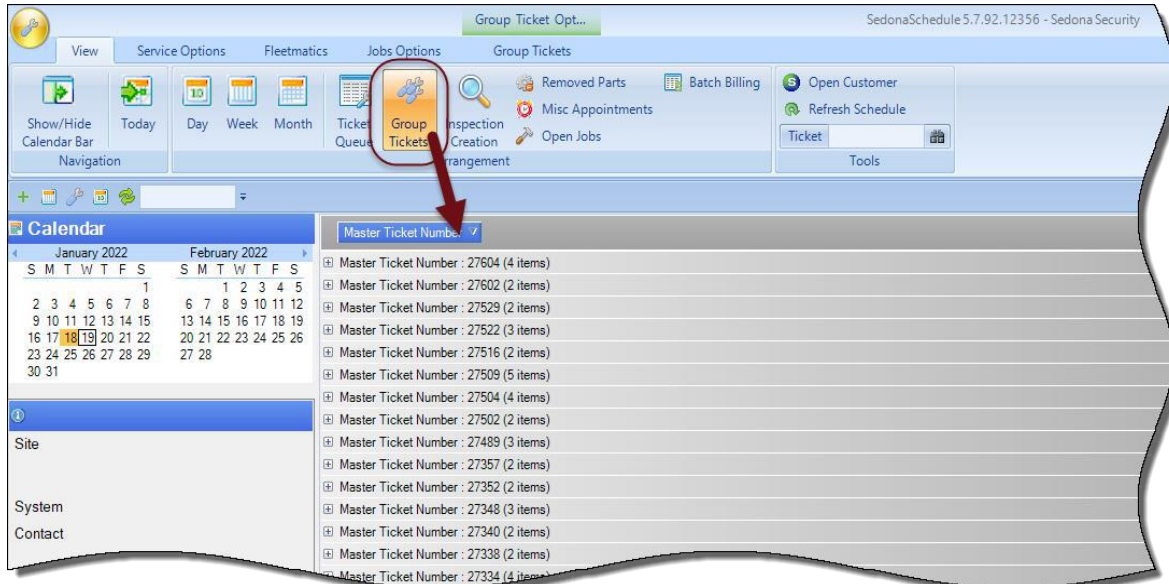 Group Ticket Opt...
SedonaSchedule 5.7.92.12356 - Sedona Security
View Service Options Fleetmatics Jobs Options Group Tickets
Show/Hide
Calendar Bar
Today
Navigation
Day Week Month
Ticket
Queue
Group
Tickets
Inspection
Creation
Removed Parts
Misc Appointments
Open Jobs
Batch Billing
rrangement
Open Customer
Refresh Schedule
Ticket
Tools
Calendar
January 2022
S M T W T F S
1
2 3 4 5 6 7 8
9 10 11 12 13 14 15
16 17 18 19 20 21 22
23 24 25 26 27 28 29
30 31
February 2022
S M T W T F S
1 2 3 4 5
6 7 8 9 10 11 12
13 14 15 16 17 18 19
20 21 22 23 24 25 26
27 28
Site
System
Contact
Master Ticket Number
Master Ticket Number : 27604 (4 items)
Master Ticket Number : 27602 (2 items)
Master Ticket Number : 27529 (2 items)
Master Ticket Number : 27522 (3 items)
Master Ticket Number : 27516 (2 items)
Master Ticket Number : 27509 (5 items)
Master Ticket Number : 27504 (4 items)
Master Ticket Number : 27502 (2 items)
Master Ticket Number : 27489 (3 items)
Master Ticket Number : 27357 (2 items)
Master Ticket Number : 27352 (2 items)
Master Ticket Number : 27348 (3 items)
Master Ticket Number : 27340 (2 items)
Master Ticket Number : 27338 (2 items)
Master Ticket Number : 27334 (4 items)